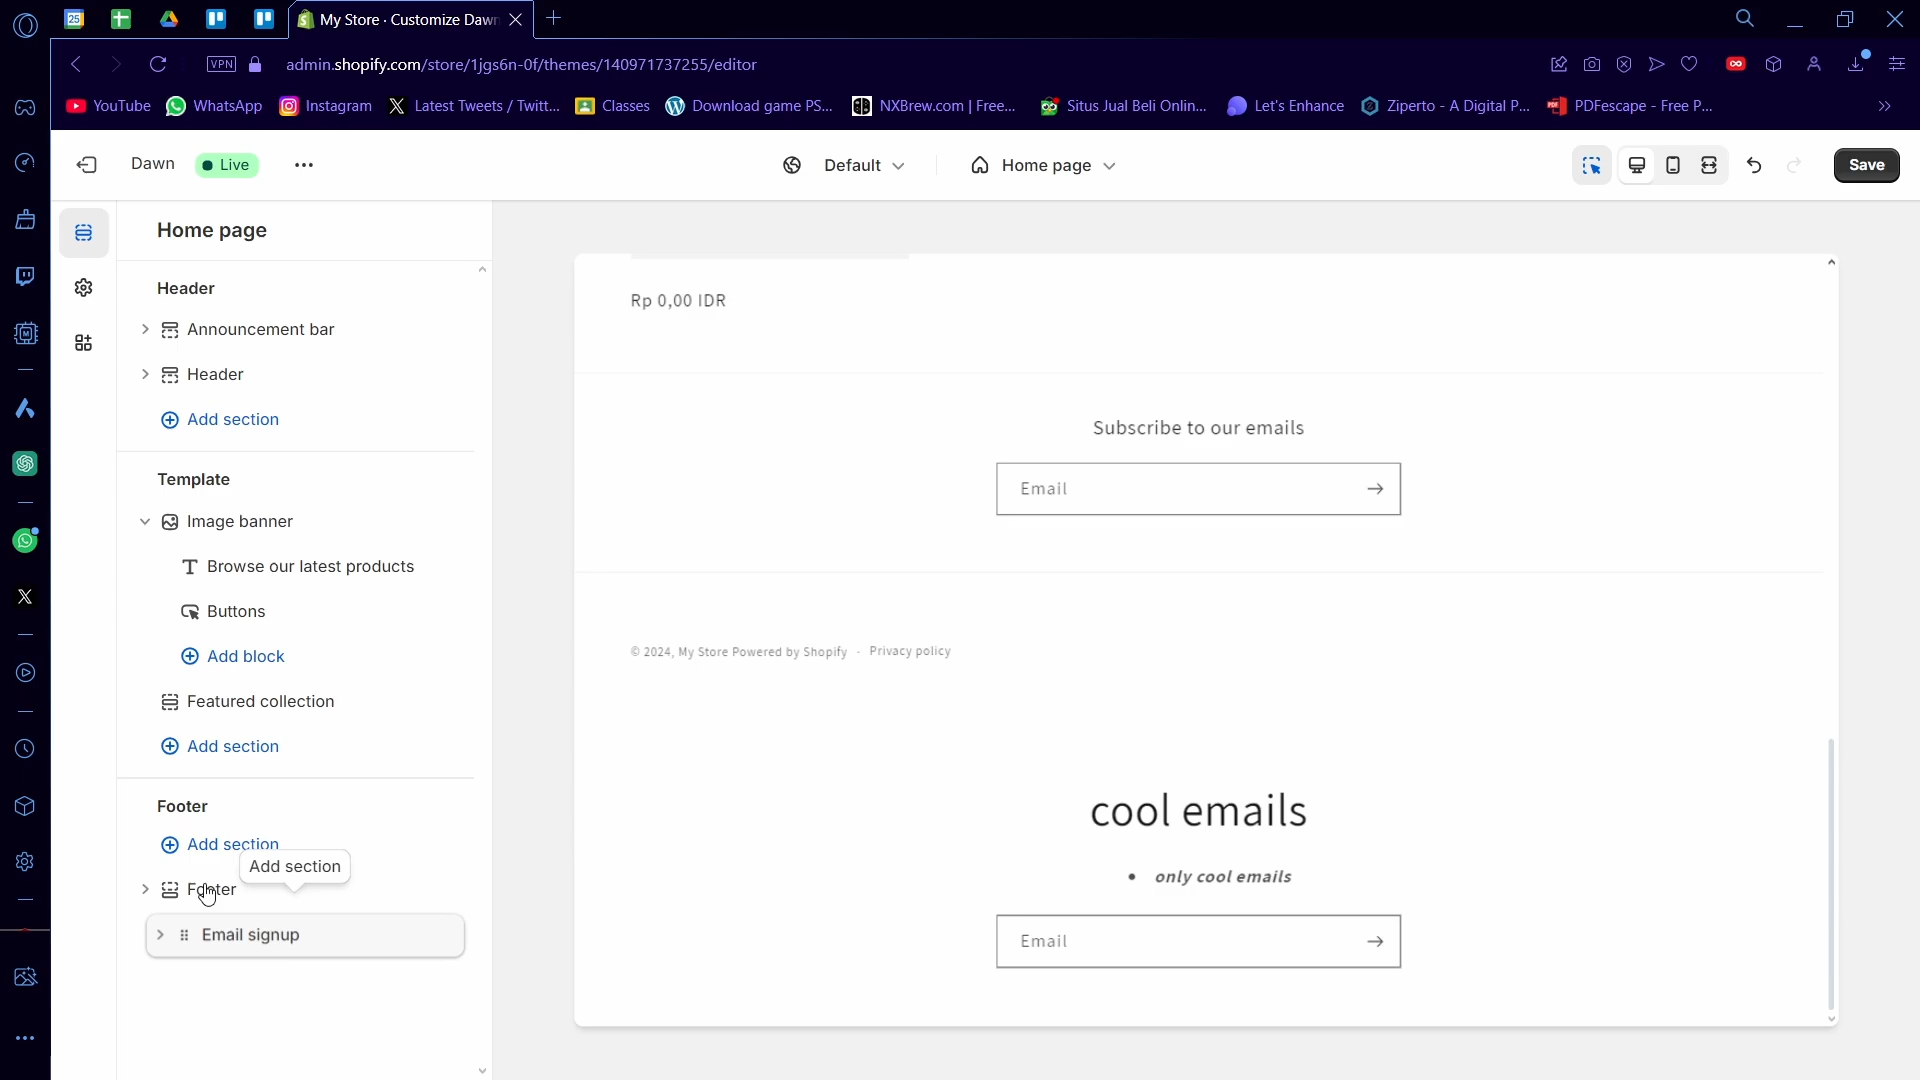 25
My Store · Customize Dawn
VPN
admin.shopify.com/store/1jgs6n-0f/themes/140971737255/editor
YouTube
WhatsApp
Instagram
Latest Tweets / Twitt...
Classes
Download game PS...
NXBrew.com | Free...
Situs Jual Beli Onlin...
Let's Enhance
Ziperto - A Digital P...
PDFescape - Free P...
Dawn
Live
Default
Home page
Save
Home page
Header
Announcement bar
Header
Add section
Template
Image banner
Browse our latest products
Buttons
Add block
Featured collection
Add section
Footer
Add section
Add section
Footer
Email signup
Rp 0,00 IDR
Subscribe to our emails
Email
© 2024, My Store Powered by Shopify · Privacy policy
cool emails
• only cool emails
Email